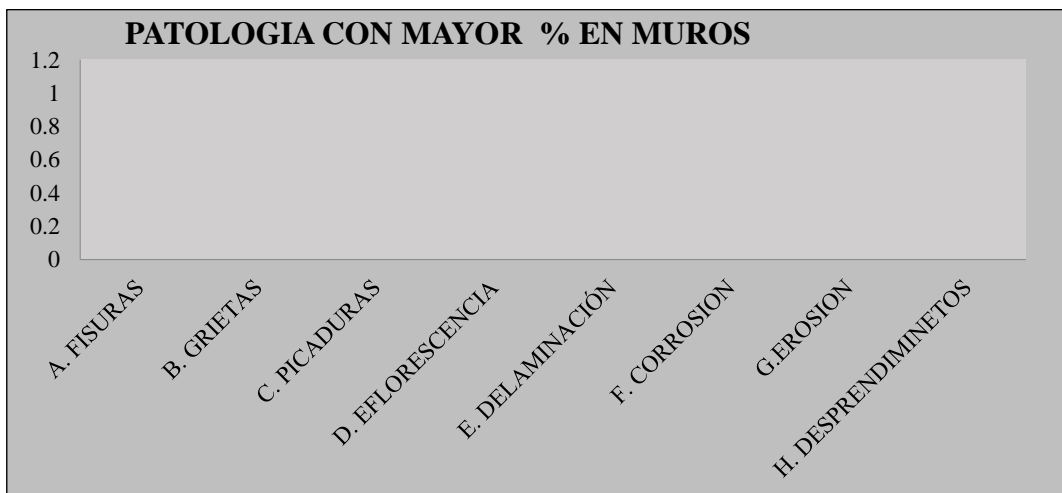 PATOLOGIA CON MAYOR % EN MUROS
1.2
1
0.8
0.6
0.4
0.2
0
A. FISURAS
B. GRIETAS
C. PICADURAS
D. EFLORESCENCIA
E. DELAMINACIÓN
F. CORROSION
G.EROSION
H. DESPRENDIMINETOS